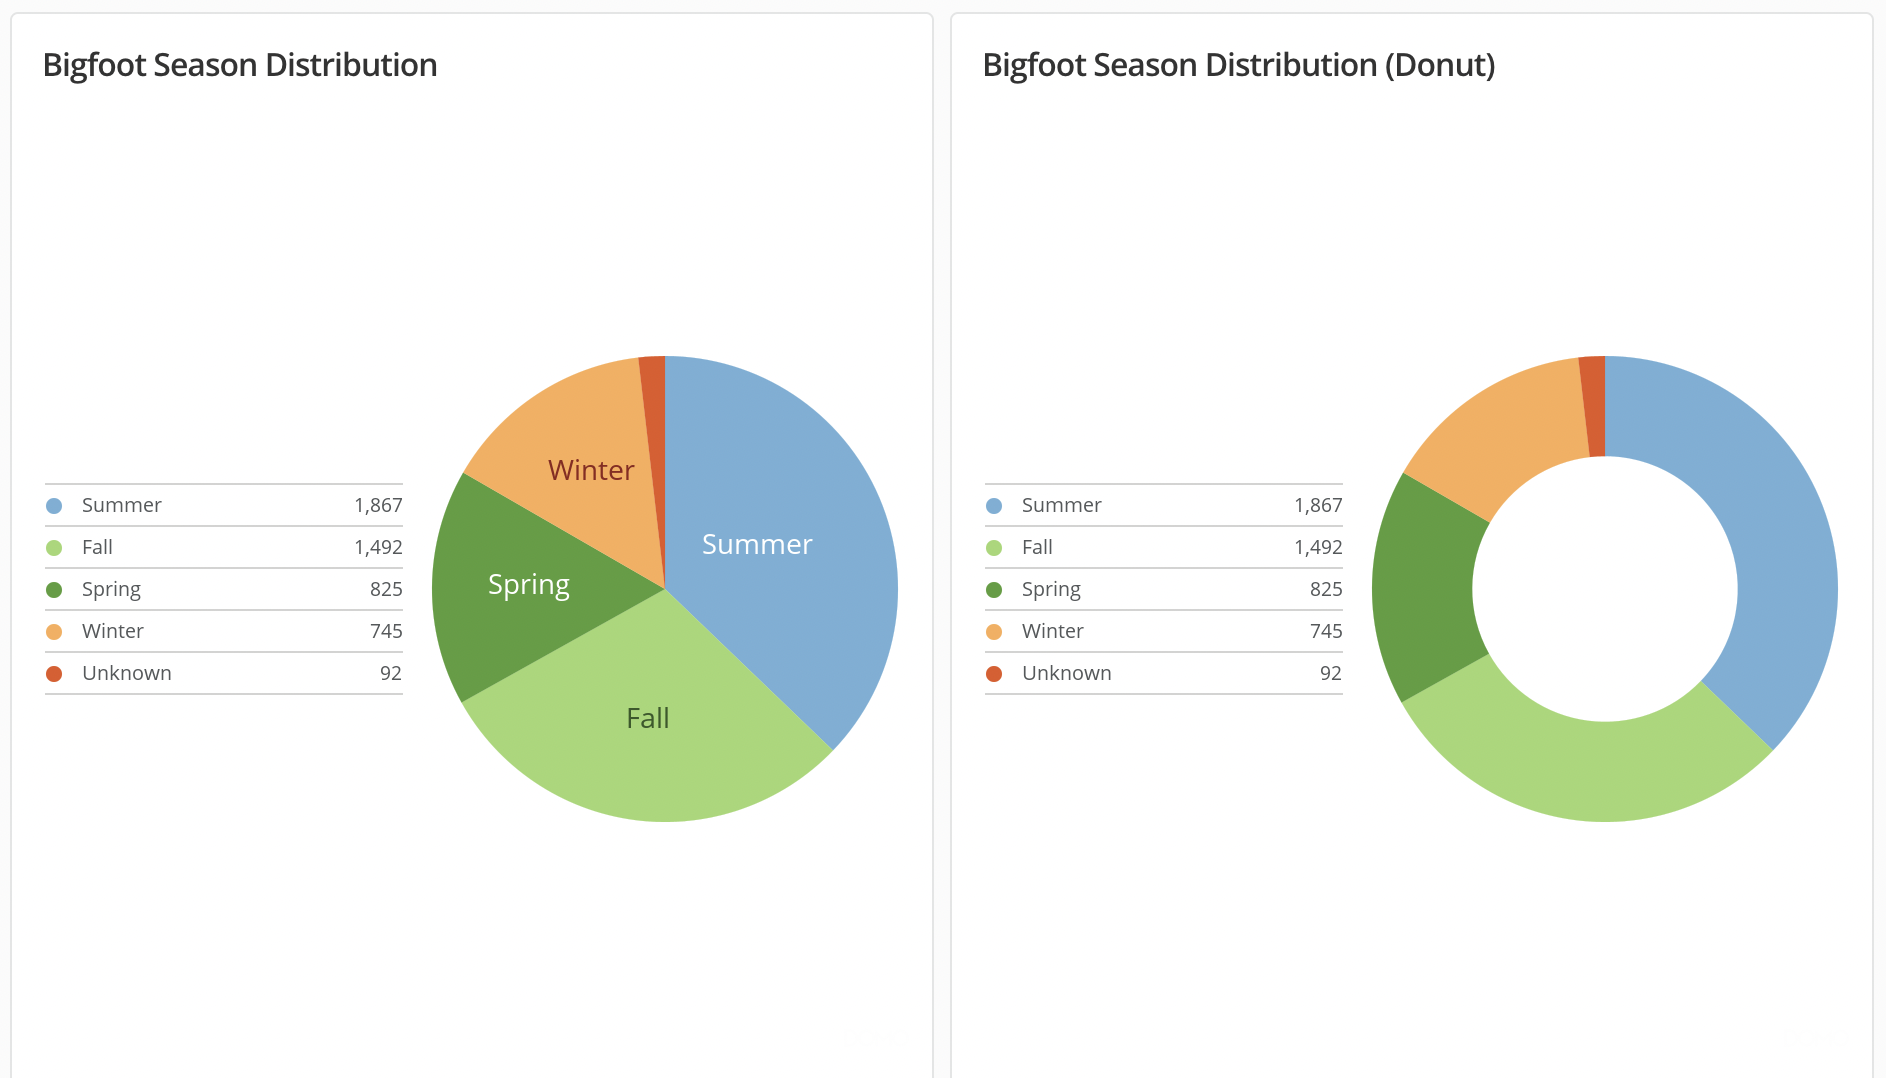 Bigfoot Season Distribution
Summer 1,867
Fall 1,492
Spring 825
Winter 745
Unknown 92
Winter
Summer
Spring
Fall
Bigfoot Season Distribution (Donut)
Summer 1,867
Fall 1,492
Spring 825
Winter 745
Unknown 92